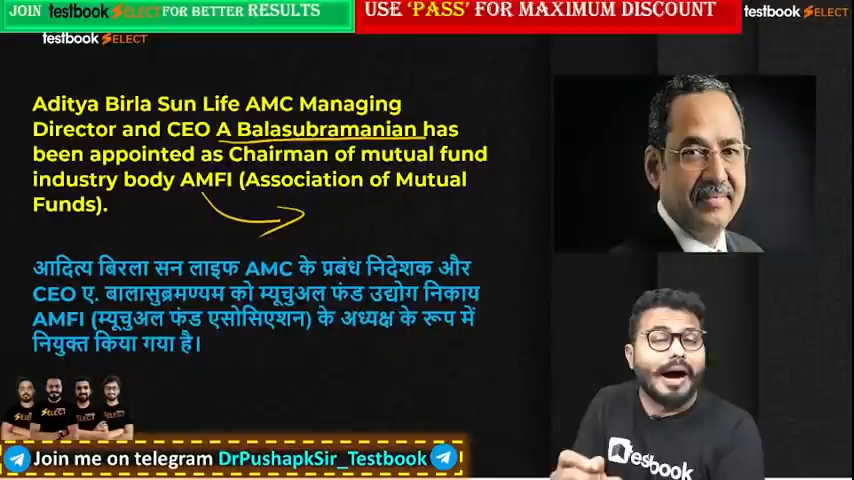 JOIN testbook SELECT FOR BETTER RESULTS
USE ‘PASS’ FOR MAXIMUM DISCOUNT
testbook SELECT
testbook SELECT
Aditya Birla Sun Life AMC Managing
Director and CEO A Balasubramanian has
been appointed as Chairman of mutual fund
industry body AMFI (Association of Mutual
Funds).
आदित्य बिरला सन लाइफ AMC के प्रबंध निदेशक और
CEO ए. बालासुब्रमण्यम को म्यूचुअल फंड उद्योग निकाय
AMFI (म्यूचुअल फंड एसोसिएशन) के अध्यक्ष के रूप में
नियुक्त किया गया है।
SELECT
SELECT
testbook
Join me on telegram DrPushapkSir_Testbook